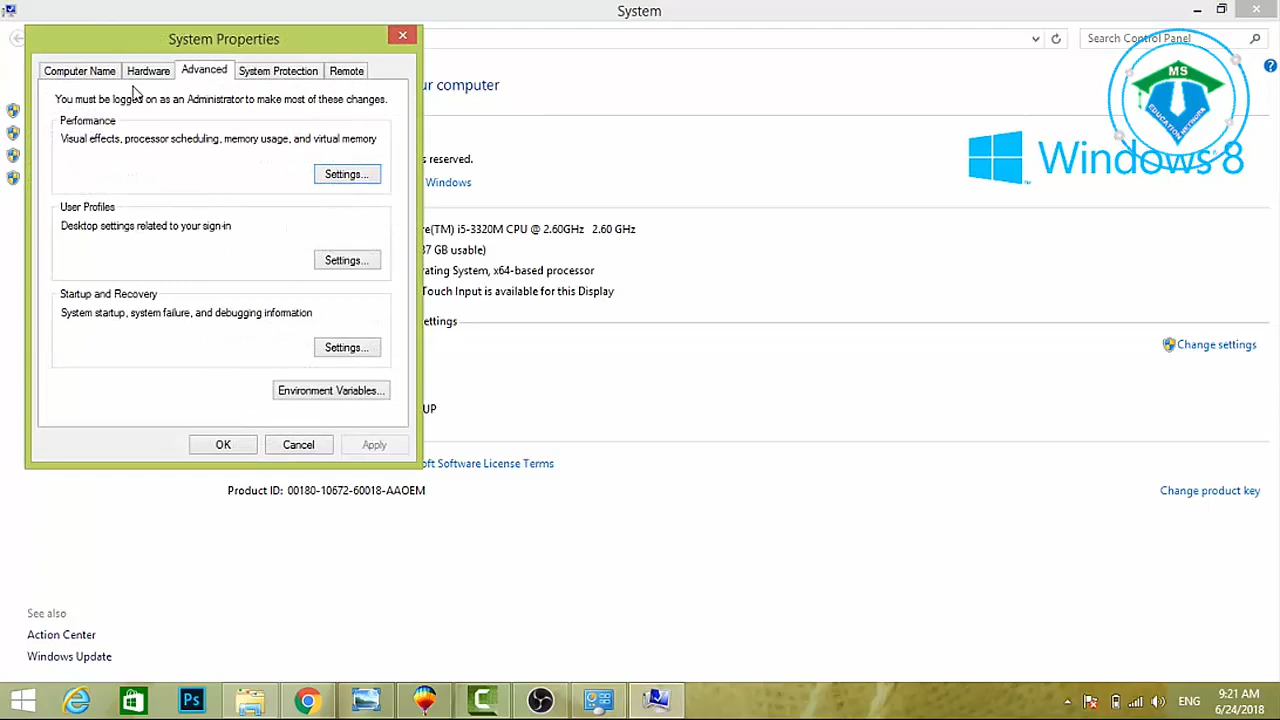 System
System Properties
Search Control Panel
Computer Name
Hardware
Advanced
System Protection
Remote
You must be logged on as an Administrator to make most of these changes.
Performance
Visual effects, processor scheduling, memory usage, and virtual memory
Settings...
User Profiles
Desktop settings related to your sign-in
Settings...
Startup and Recovery
System startup, system failure, and debugging information
Settings...
Environment Variables...
OK
Cancel
Apply
ur computer
s reserved.
Windows
re(TM) i5-3320M CPU @ 2.60GHz 2.60 GHz
87 GB usable)
rating System, x64-based processor
Touch Input is available for this Display
ettings
Change settings
UP
oft Software License Terms
Product ID: 00180-10672-60018-AAOEM
Change product key
MS
EDUCATION NETWORK
Windows 8
See also
Action Center
Windows Update
Ps
ENG
9:21 AM
6/24/2018